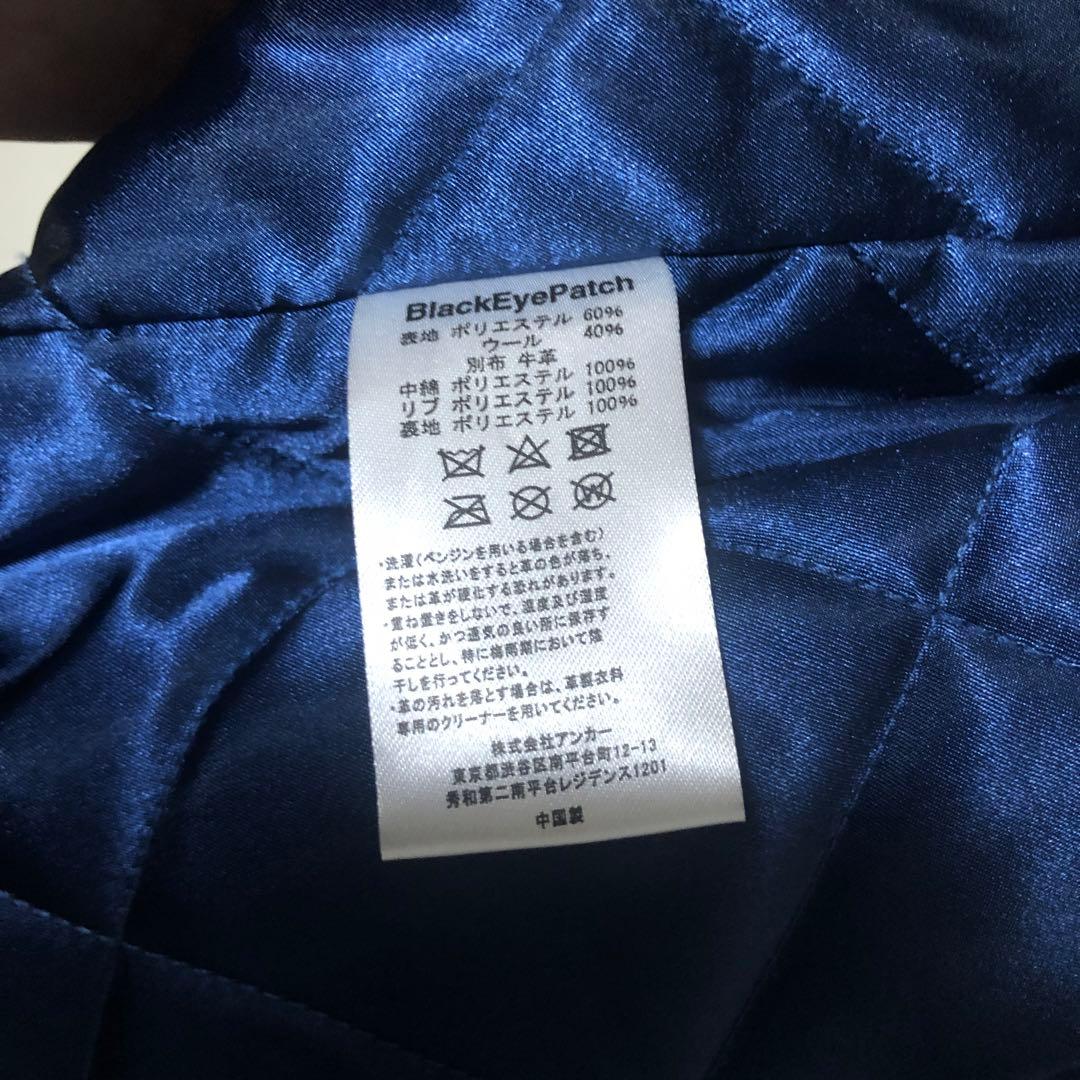 BlackEyePatch
表地 ポリエステル 60%
ウール 40%
別布 牛革
中綿 ポリエステル 100%
リブ ポリエステル 100%
裏地 ポリエステル 100%
・洗濯(ベンジンを用いる場合を含む)
または水洗いをすると革の色が落ち、
または革が硬化する恐れがあります。
・重ね置きをしないで、温度及び湿度
が低く、かつ通気の良い所に保存す
ることとし、特に梅雨期において陰
干しを行ってください。
・革の汚れを落とす場合は、革製衣料
専用のクリーナーを用いてください。
株式会社アンカー
東京都渋谷区南平台町12-13
秀和第二南平台レジデンス1201
中国製